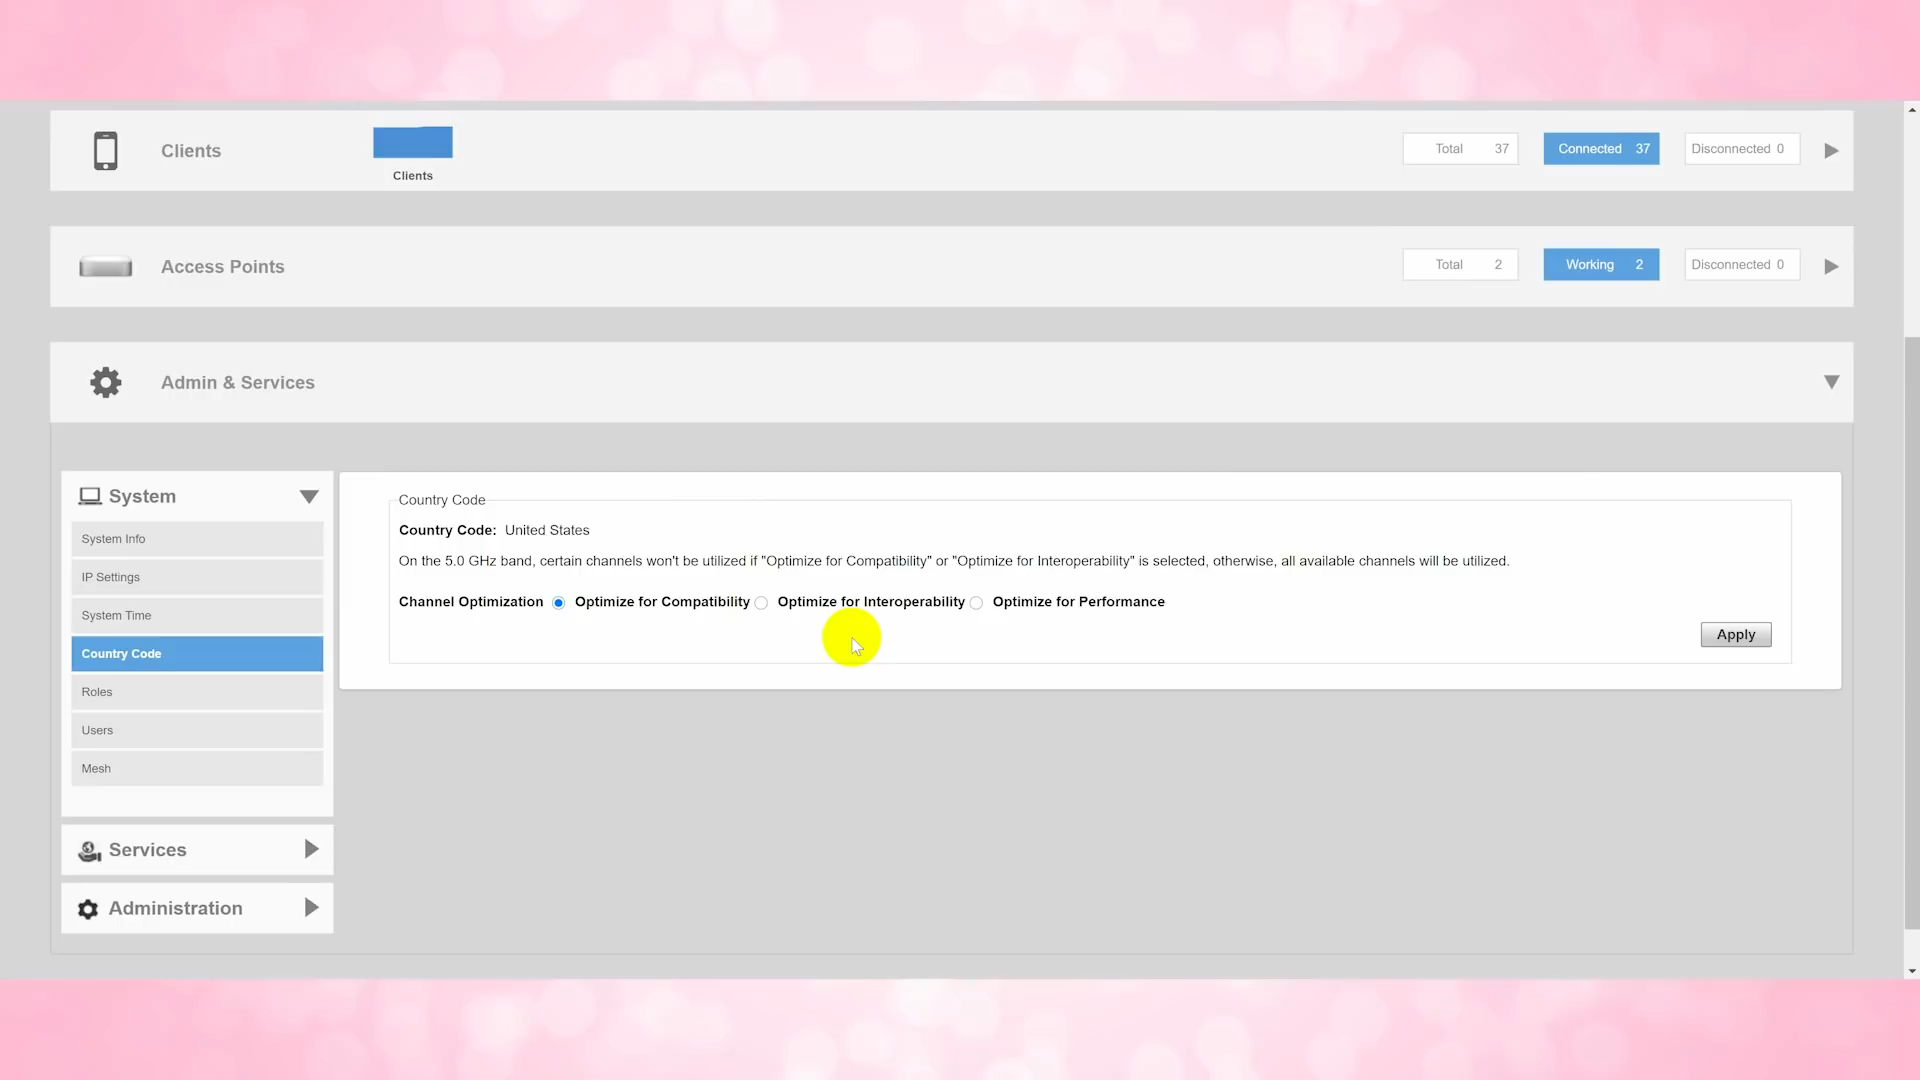 Clients
Clients
Total 37
Connected 37
Disconnected 0
Access Points
Total 2
Working 2
Disconnected 0
Admin & Services
System
System Info
IP Settings
System Time
Country Code
Roles
Users
Mesh
Services
Administration
Country Code
Country Code: United States
On the 5.0 GHz band, certain channels won't be utilized if "Optimize for Compatibility" or "Optimize for Interoperability" is selected, otherwise, all available channels will be utilized.
Channel Optimization Optimize for Compatibility Optimize for Interoperability Optimize for Performance
Apply